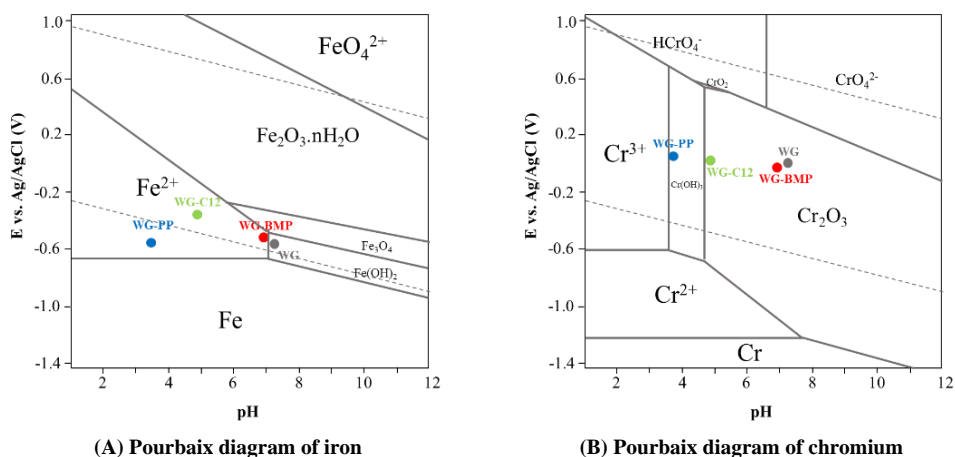 1.0
0.6
0.2
-0.2
-0.6
-1.0
-1.4
E vs. Ag/AgCl (V)
FeO₄²⁺
Fe₂O₃.nH₂O
Fe²⁺
WG-C12
WG-PP
WG-BMP
WG
Fe₃O₄
Fe(OH)₂
Fe
2 4 6 8 10 12
pH
(A) Pourbaix diagram of iron
1.0
0.6
0.2
-0.2
-0.6
-1.0
-1.4
E vs. Ag/AgCl (V)
HCrO₄⁻
CrO₂
CrO₄²⁻
Cr³⁺
WG-PP
WG-C12
WG
WG-BMP
Cr(OH)₃
Cr₂O₃
Cr²⁺
Cr
2 4 6 8 10 12
pH
(B) Pourbaix diagram of chromium